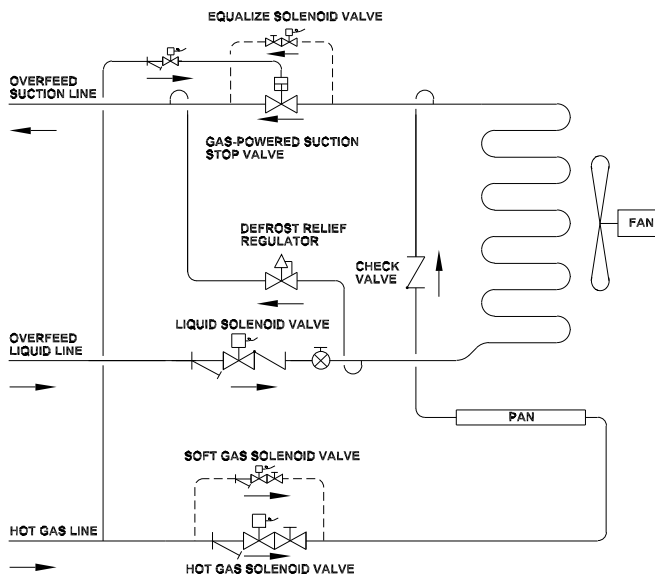 EQUALIZE SOLENOID VALVE
OVERFEED
SUCTION LINE
GAS-POWERED SUCTION
STOP VALVE
FAN
DEFROST RELIEF
REGULATOR
CHECK
VALVE
LIQUID SOLENOID VALVE
OVERFEED
LIQUID LINE
PAN
SOFT GAS SOLENOID VALVE
HOT GAS LINE
HOT GAS SOLENOID VALVE